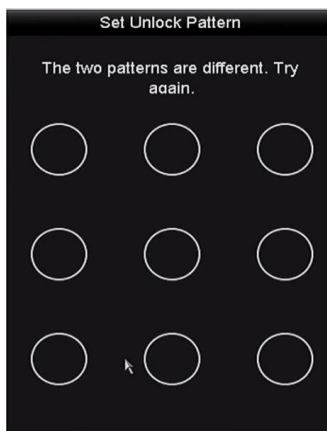 Set Unlock Pattern
The two patterns are different. Try
again.